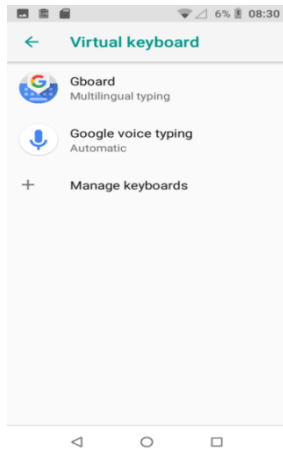 6% 08:30
Virtual keyboard
Gboard
Multilingual typing
Google voice typing
Automatic
Manage keyboards